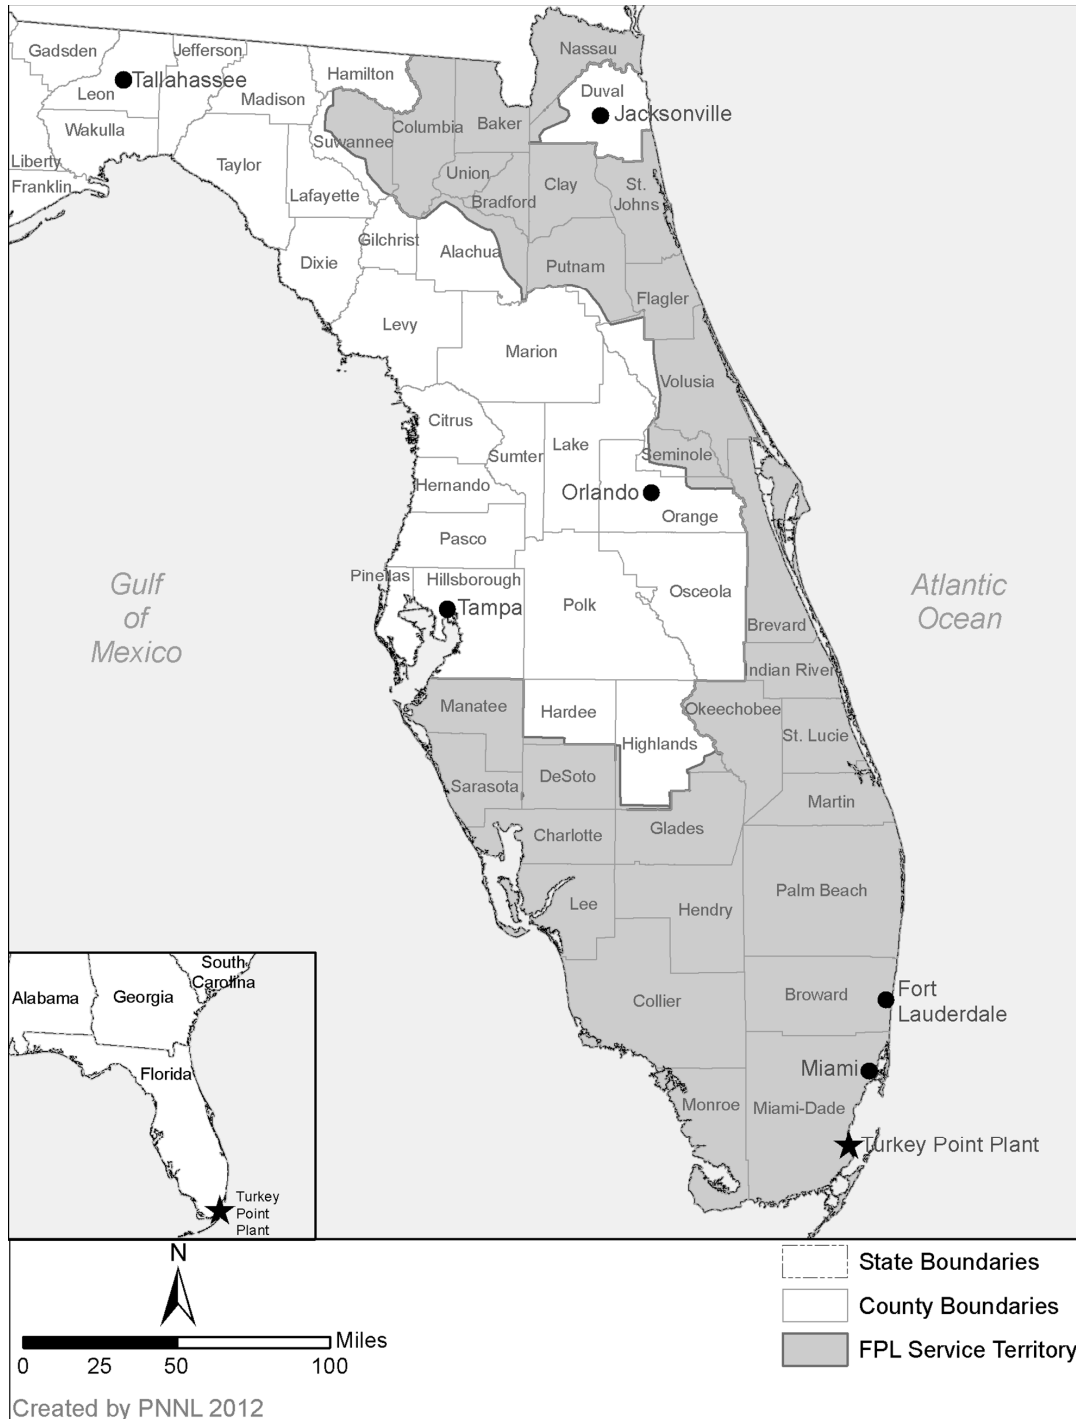 Nassau
Gadsden
Jefferson
Hamilton
Tallahassee
Duval
Leon
Madison
Jacksonville
Wakulla
Columbia
Baker
Suwannee
Liberty
Taylor
Union
Franklin
Lafayette
Clay
St.
Johns
Bradford
Gilchrist
Alachua
Dixie
Putnam
Flagler
Levy
Marion
Volusia
Citrus
Lake
Sumter
Seminole
Hernando
Orlando
Orange
Pasco
Pinellas
Hillsborough
Gulf
of
Mexico
Atlantic
Ocean
Tampa
Polk
Osceola
Brevard
Indian River
Manatee
Hardee
Okeechobee
Highlands
St. Lucie
Sarasota
DeSoto
Martin
Charlotte
Glades
Palm Beach
Lee
Hendry
Collier
Broward
Fort
Lauderdale
Miami
Monroe
Miami-Dade
Turkey Point Plant
South
Carolina
Alabama
Georgia
Florida
Turkey
Point
Plant
N
Miles
0 25 50 100
State Boundaries
County Boundaries
FPL Service Territory
Created by PNNL 2012